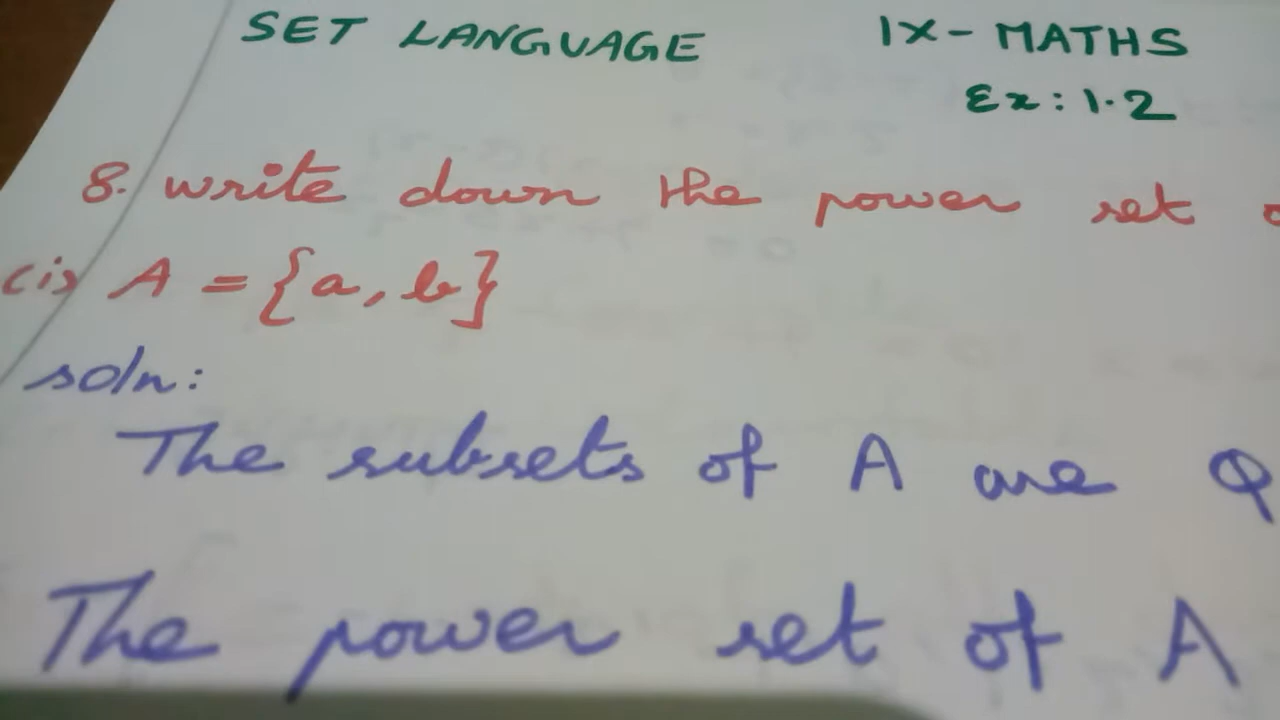 SET LANGUAGE IX - MATHS
Ex: 1.2
8. write down the power set
(i) A = {a, b}
soln:
The subsets of A are
The power set of A